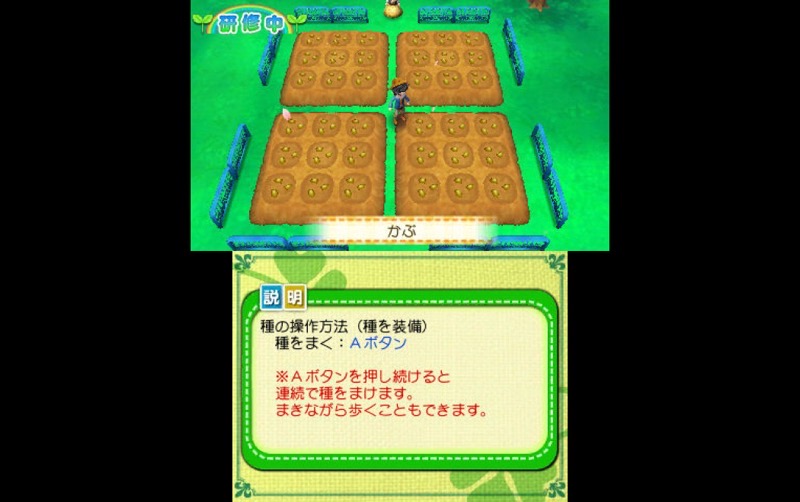 研修中
かぶ
説明
種の操作方法（種を装備）
種をまく：Ａボタン
※Ａボタンを押し続けると
連続で種をまけます。
まきながら歩くこともできます。